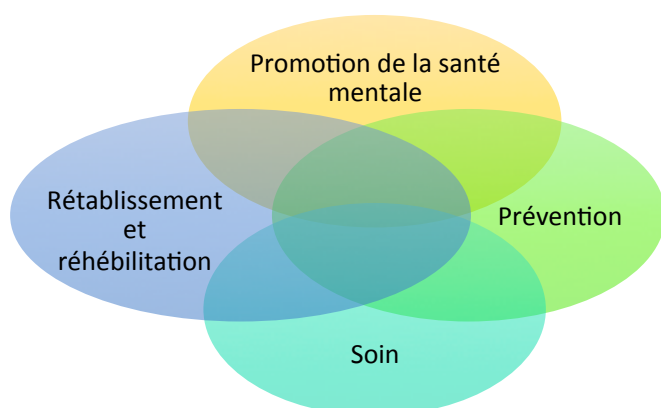 Promotion de la santé
mentale
Rétablissement
et
réhébilitation
Prévention
Soin